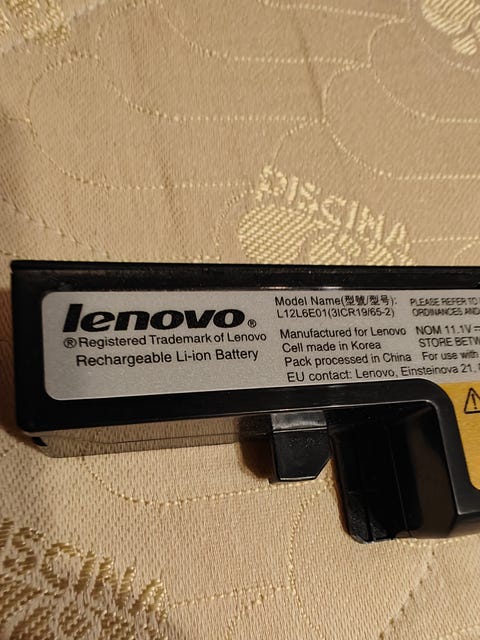 PISCINA
lenovo®
®Registered Trademark of Lenovo
Rechargeable Li-ion Battery
Model Name(型號/型号):
L12L6E01(3ICR19/65-2)
Manufactured for Lenovo
Cell made in Korea
Pack processed in China
EU contact: Lenovo, Einsteinova 21,
PLEASE REFER TO
ORDINANCES AND
NOM 11.1V
STORE BETW
For use with
PISCINA